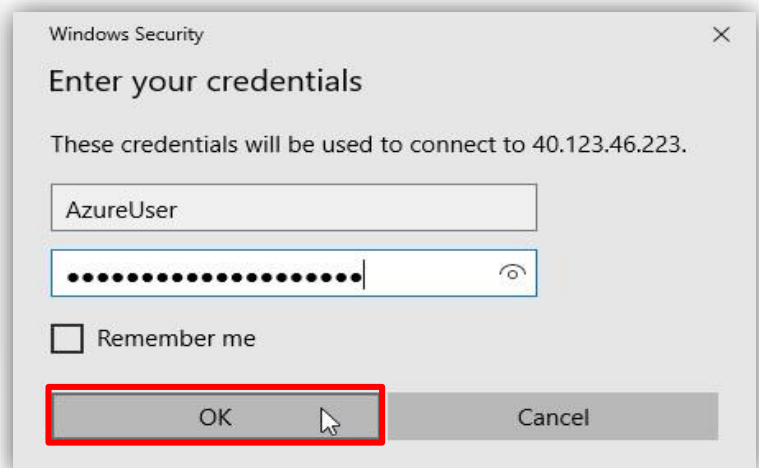 Windows Security
Enter your credentials
These credentials will be used to connect to 40.123.46.223.
AzureUser
••••••••••••••••••••
Remember me
OK
Cancel